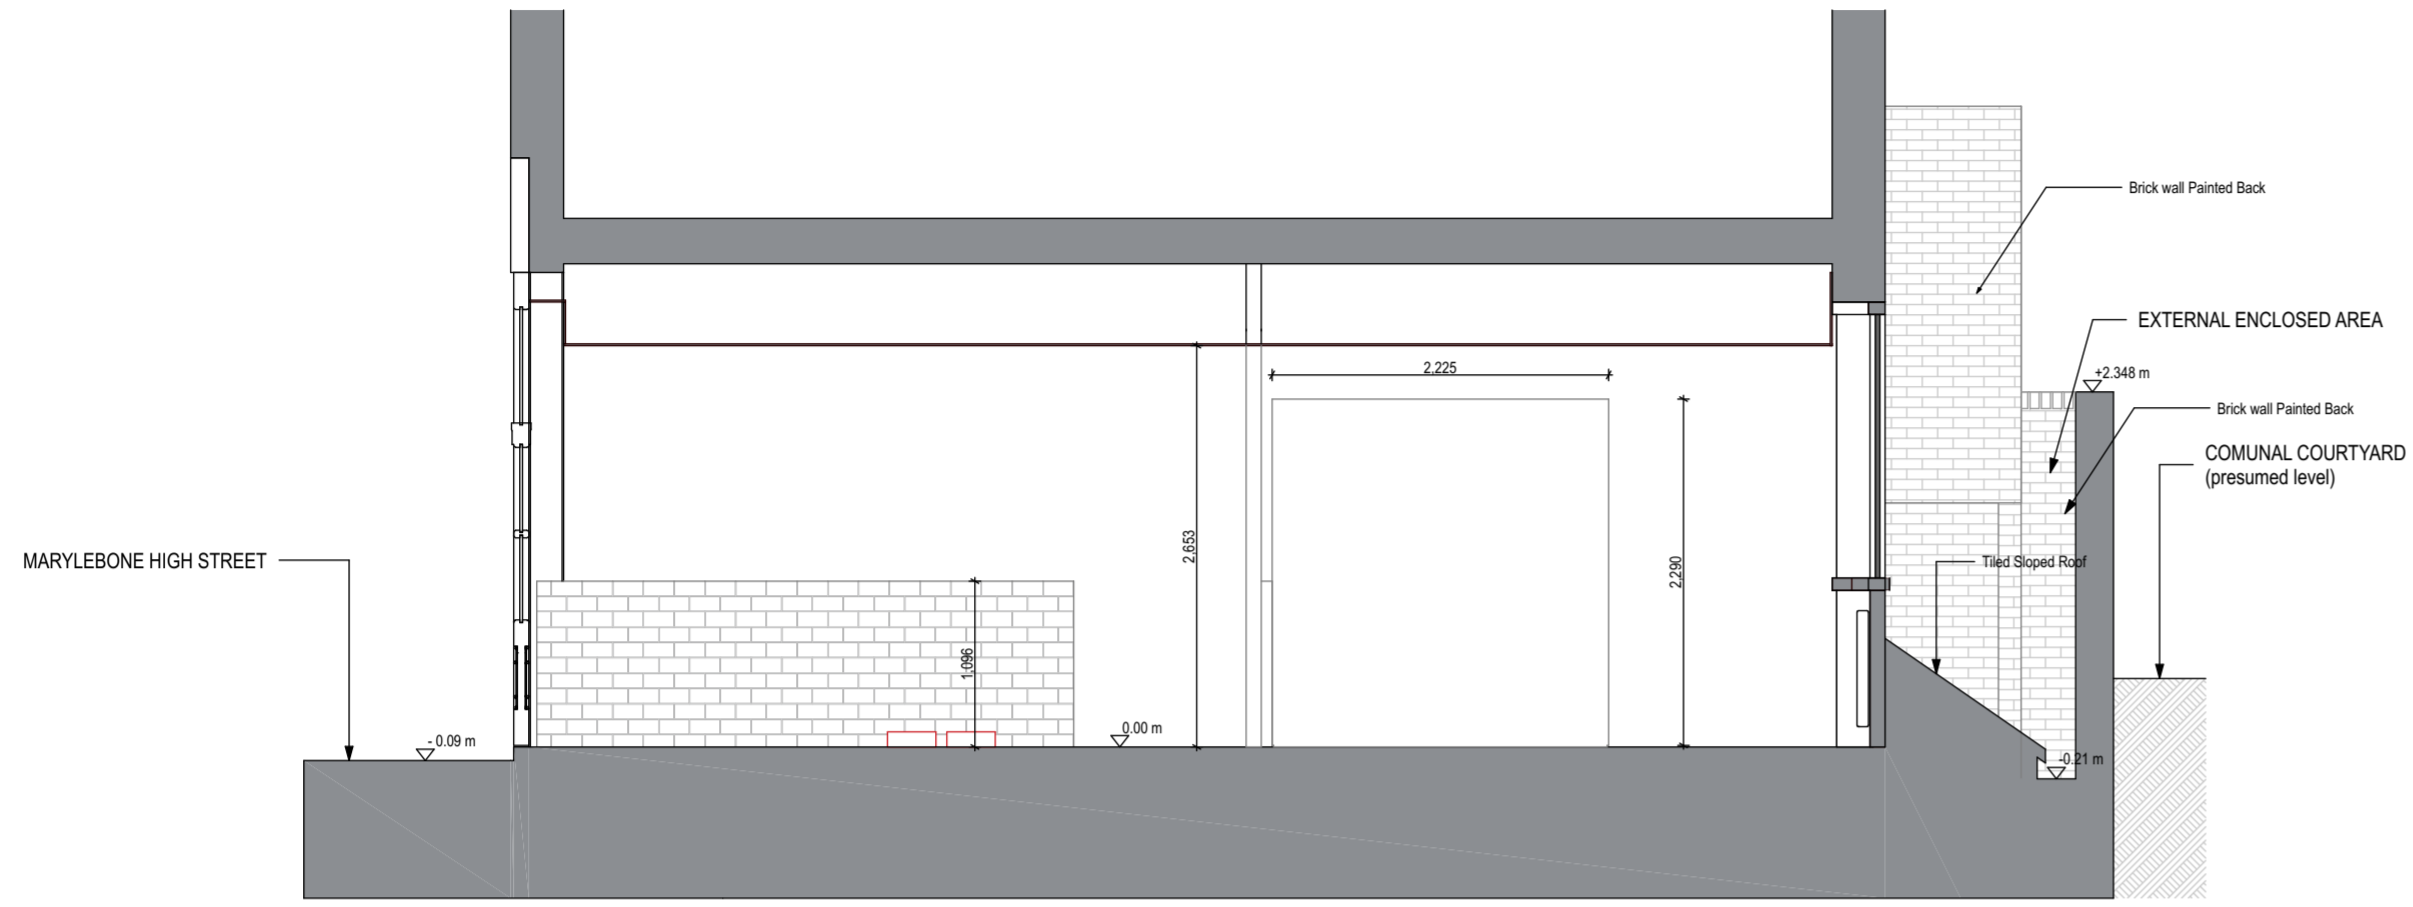 Brick wall Painted Back
EXTERNAL ENCLOSED AREA
2,225
+2.348 m
Brick wall Painted Back
COMUNAL COURTYARD
(presumed level)
2,653
2,290
MARYLEBONE HIGH STREET
Tiled Sloped Roof
1,096
0.00 m
- 0.09 m
-0.21 m